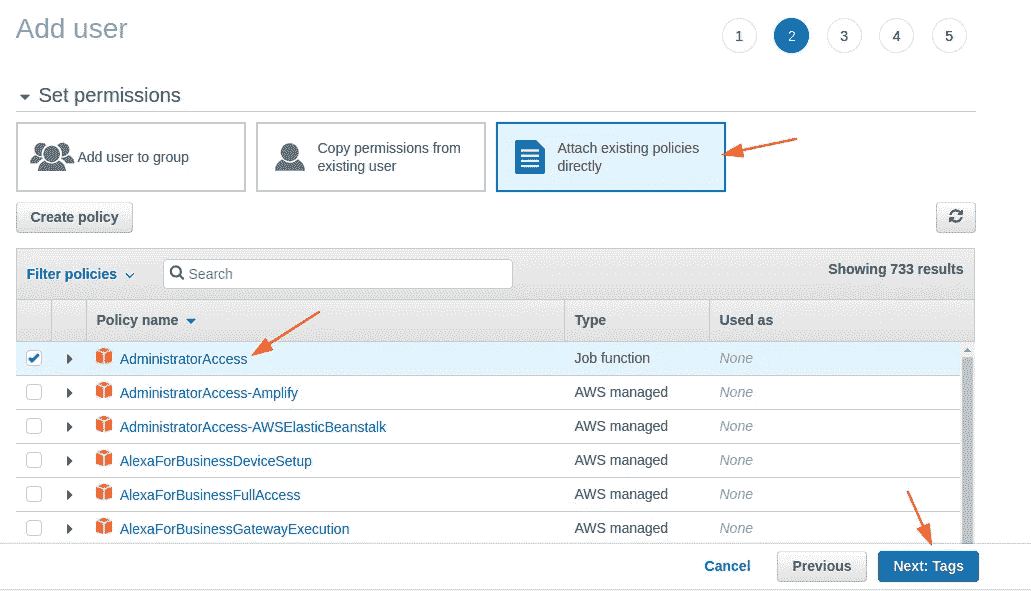 Add user
1 2 3 4 5
Set permissions
Add user to group
Copy permissions from
existing user
Attach existing policies
directly
Create policy
Filter policies Search Showing 733 results
Policy name Type Used as
AdministratorAccess Job function None
AdministratorAccess-Amplify AWS managed None
AdministratorAccess-AWSElasticBeanstalk AWS managed None
AlexaForBusinessDeviceSetup AWS managed None
AlexaForBusinessFullAccess AWS managed None
AlexaForBusinessGatewayExecution AWS managed None
Cancel Previous Next: Tags